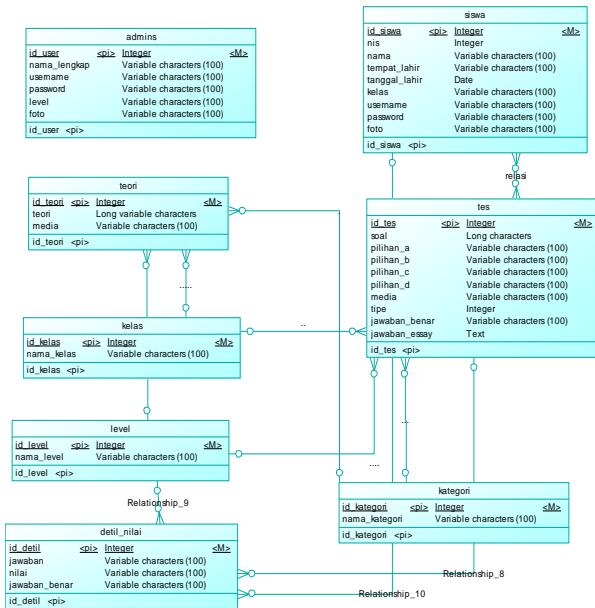 admins
id_user <pi> Integer <M>
nama_lengkap Variable characters (100)
username Variable characters (100)
password Variable characters (100)
level Variable characters (100)
foto Variable characters (100)
id_user <pi>
siswa
id_siswa <pi> Integer <M>
nis Integer
nama Variable characters (100)
tempat_lahir Variable characters (100)
tanggal_lahir Date
kelas Variable characters (100)
username Variable characters (100)
password Variable characters (100)
foto Variable characters (100)
id_siswa <pi>
relasi
teori
id_teori <pi> Integer <M>
teori Long variable characters
media Variable characters (100)
id_teori <pi>
.....
tes
id_tes <pi> Integer <M>
soal Long characters
pilihan_a Variable characters (100)
pilihan_b Variable characters (100)
pilihan_c Variable characters (100)
pilihan_d Variable characters (100)
media Variable characters (100)
tipe Integer
jawaban_benar Variable characters (100)
jawaban_essay Text
id_tes <pi>
kelas
id_kelas <pi> Integer <M>
nama_kelas Variable characters (100)
id_kelas <pi>
..
level
id_level <pi> Integer <M>
nama_level Variable characters (100)
id_level <pi>
...
....
Relationship_9
kategori
id_kategori <pi> Integer <M>
nama_kategori Variable characters (100)
id_kategori <pi>
detil_nilai
id_detil <pi> Integer <M>
jawaban Variable characters (100)
nilai Variable characters (100)
jawaban_benar Variable characters (100)
id_detil <pi>
Relationship_8
Relationship_10